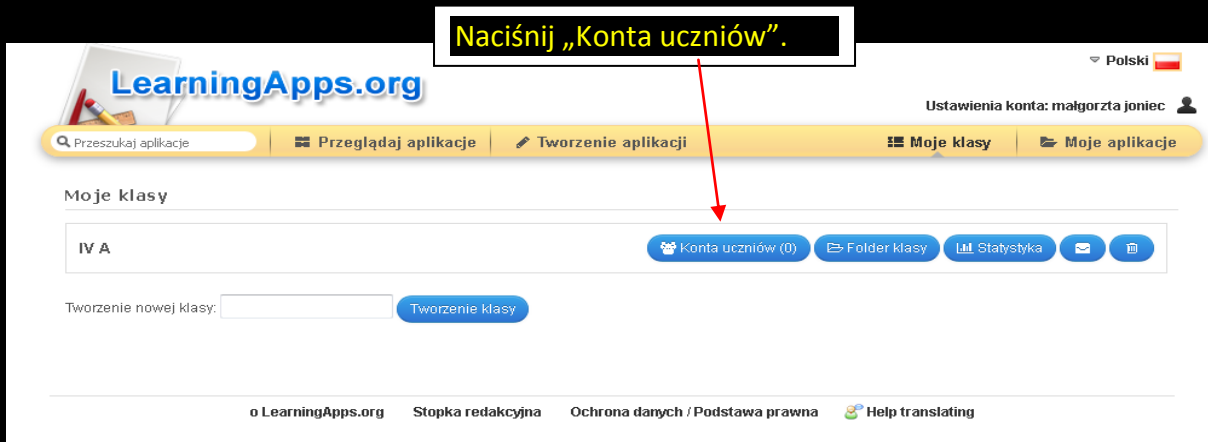 Naciśnij „Konta uczniów”.
Polski
LearningApps.org
Ustawienia konta: małgorzta joniec
Przeszukaj aplikacje Przeglądaj aplikacje Tworzenie aplikacji Moje klasy Moje aplikacje
Moje klasy
IV A Konta uczniów (0) Folder klasy Statystyka
Tworzenie nowej klasy: Tworzenie klasy
o LearningApps.org Stopka redakcyjna Ochrona danych / Podstawa prawna Help translating